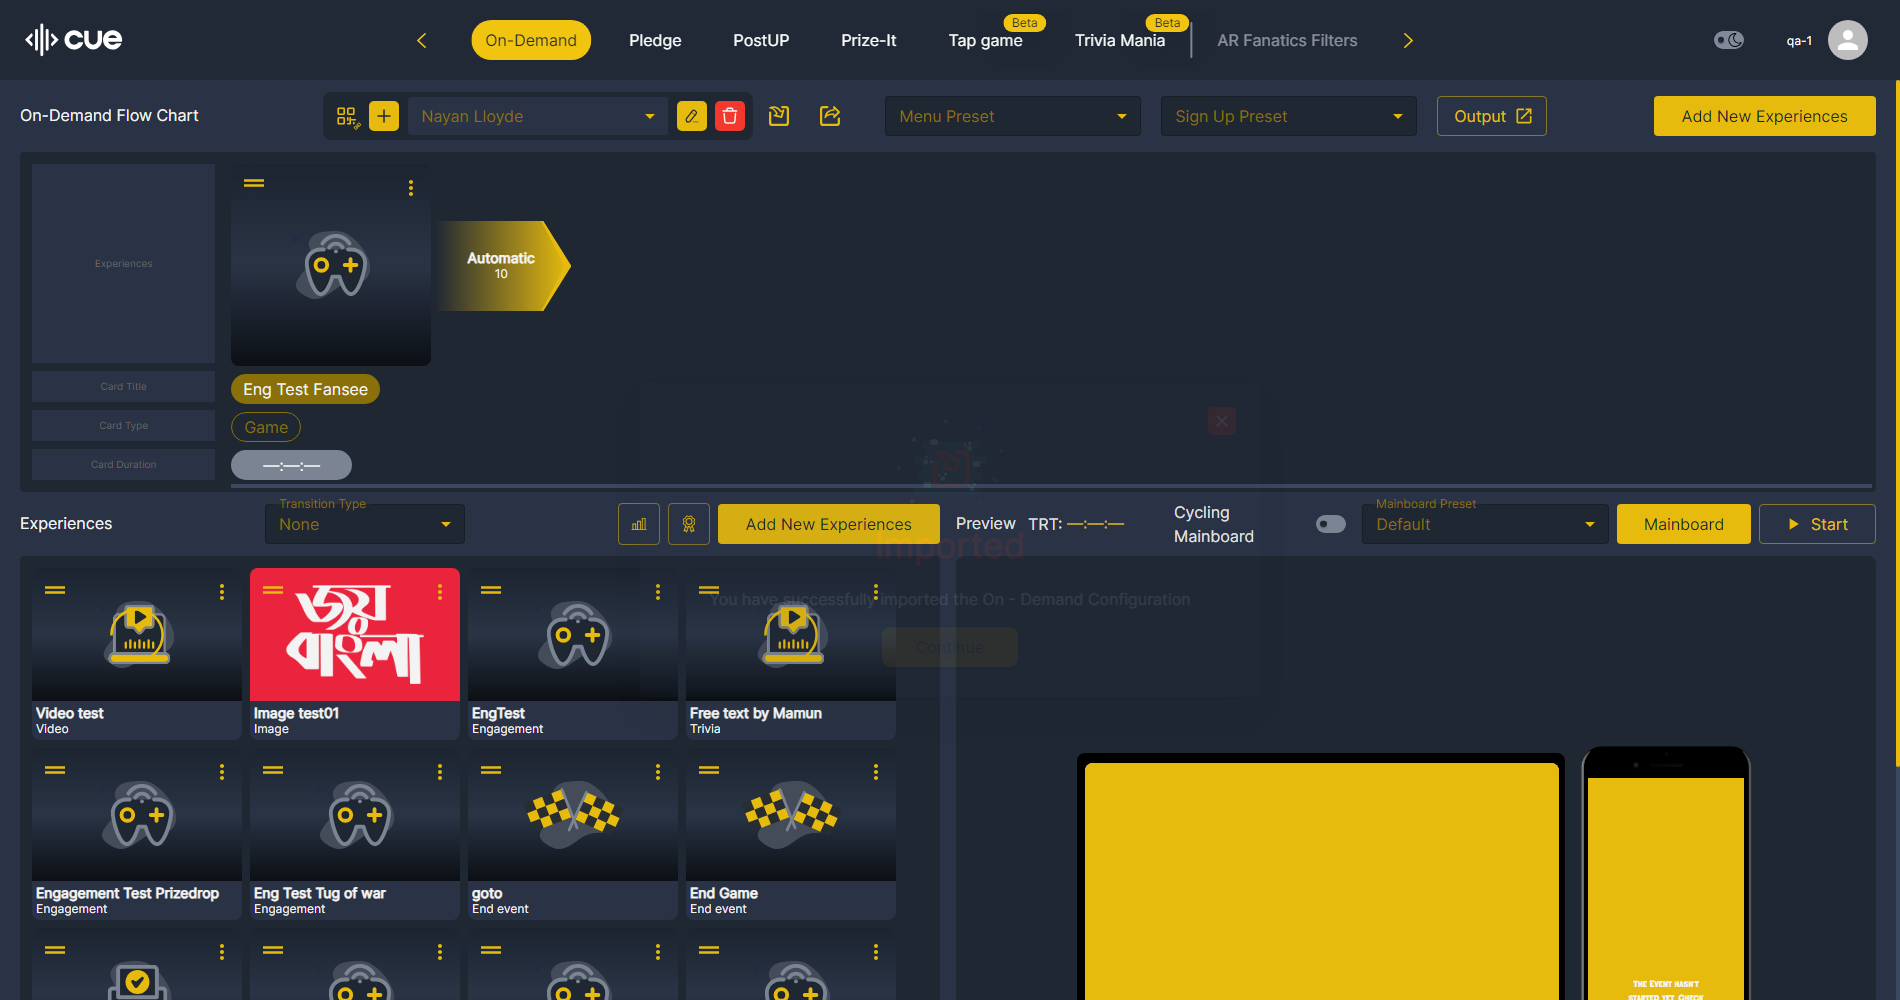 cue
On-Demand
Pledge
PostUP
Prize-It
Tap game
Beta
Trivia Mania
Beta
AR Fanatics Filters
qa-1
On-Demand Flow Chart
Nayan Lloyde
Menu Preset
Sign Up Preset
Output
Add New Experiences
Experiences
Automatic
10
Card Title
Eng Test Fansee
Card Type
Game
Card Duration
—:—:—
Experiences
Transition Type
None
Add New Experiences
Preview
TRT: —:—:—
Cycling
Mainboard
Mainboard Preset
Default
Mainboard
Start
Imported
You have successfully imported the On - Demand Configuration
Continue
Video test
Video
Image test01
Image
জয়
বাংলা
EngTest
Engagement
Free text by Mamun
Trivia
Engagement Test Prizedrop
Engagement
Eng Test Tug of war
Engagement
goto
End event
End Game
End event
The Event hasn't
started yet. Check